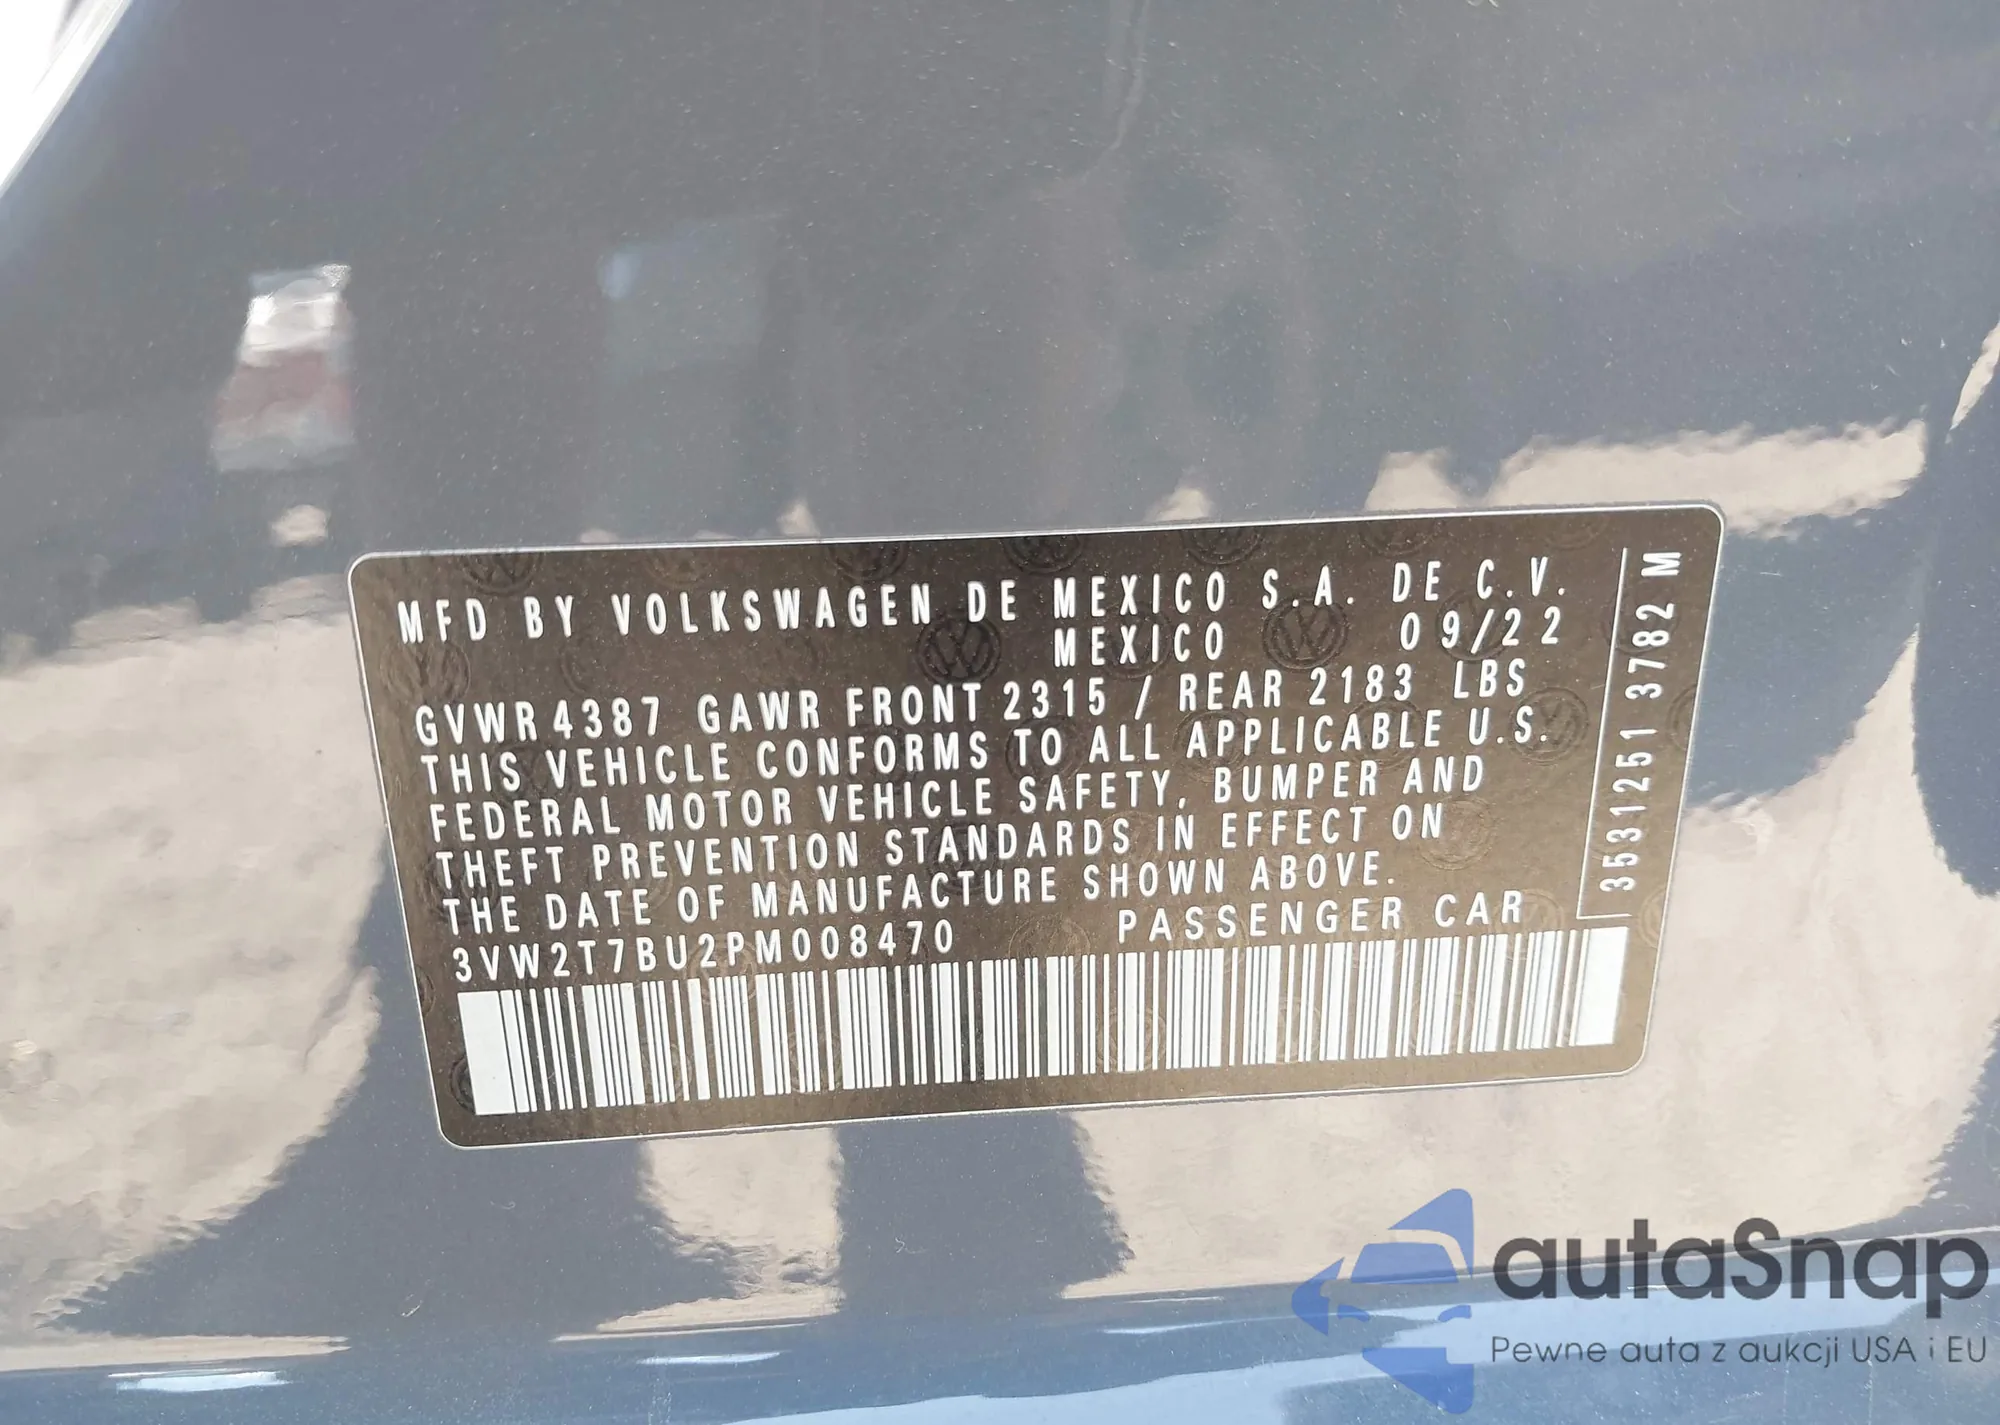 MFD BY VOLKSWAGEN DE MEXICO S.A. DE C.V.
MEXICO 09/22
GVWR 4387 GAWR FRONT 2315 / REAR 2183 LBS
THIS VEHICLE CONFORMS TO ALL APPLICABLE U.S.
FEDERAL MOTOR VEHICLE SAFETY, BUMPER AND
THEFT PREVENTION STANDARDS IN EFFECT ON
THE DATE OF MANUFACTURE SHOWN ABOVE.
3VW2T7BU2PM008470 PASSENGER CAR
3531251 3782 M
autaSnap
Pewne auta z aukcji USA i EU